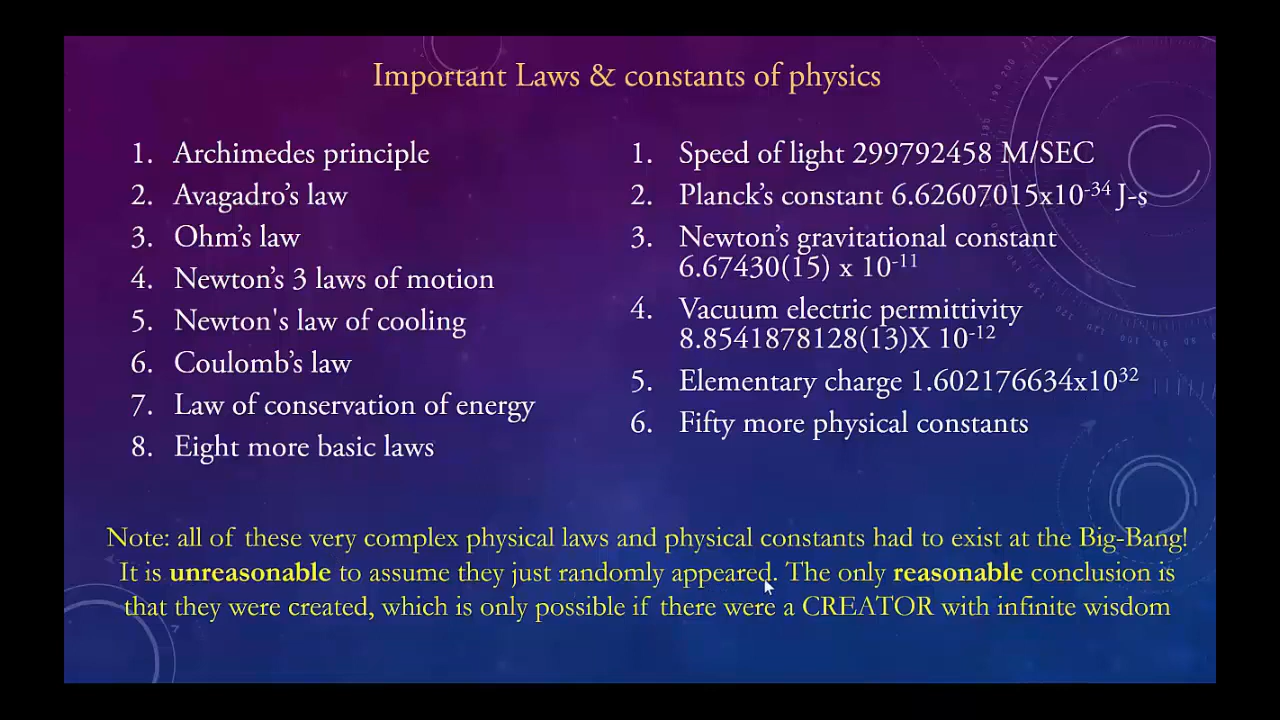 Important Laws & constants of physics
1. Archimedes principle
2. Avagadro's law
3. Ohm's law
4. Newton's 3 laws of motion
5. Newton's law of cooling
6. Coulomb's law
7. Law of conservation of energy
8. Eight more basic laws
1. Speed of light 299792458 M/SEC
2. Planck's constant 6.62607015x10⁻³⁴ J-s
3. Newton's gravitational constant
6.67430(15) x 10⁻¹¹
4. Vacuum electric permittivity
8.8541878128(13)X 10⁻¹²
5. Elementary charge 1.602176634x10³²
6. Fifty more physical constants
Note: all of these very complex physical laws and physical constants had to exist at the Big-Bang!
It is unreasonable to assume they just randomly appeared. The only reasonable conclusion is
that they were created, which is only possible if there were a CREATOR with infinite wisdom